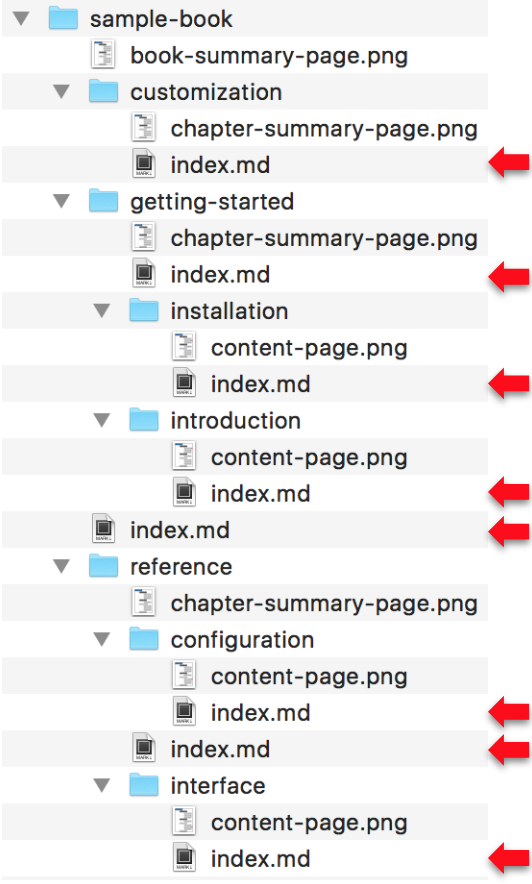 sample-book
book-summary-page.png
customization
chapter-summary-page.png
index.md
getting-started
chapter-summary-page.png
index.md
installation
content-page.png
index.md
introduction
content-page.png
index.md
index.md
reference
chapter-summary-page.png
configuration
content-page.png
index.md
index.md
interface
content-page.png
index.md